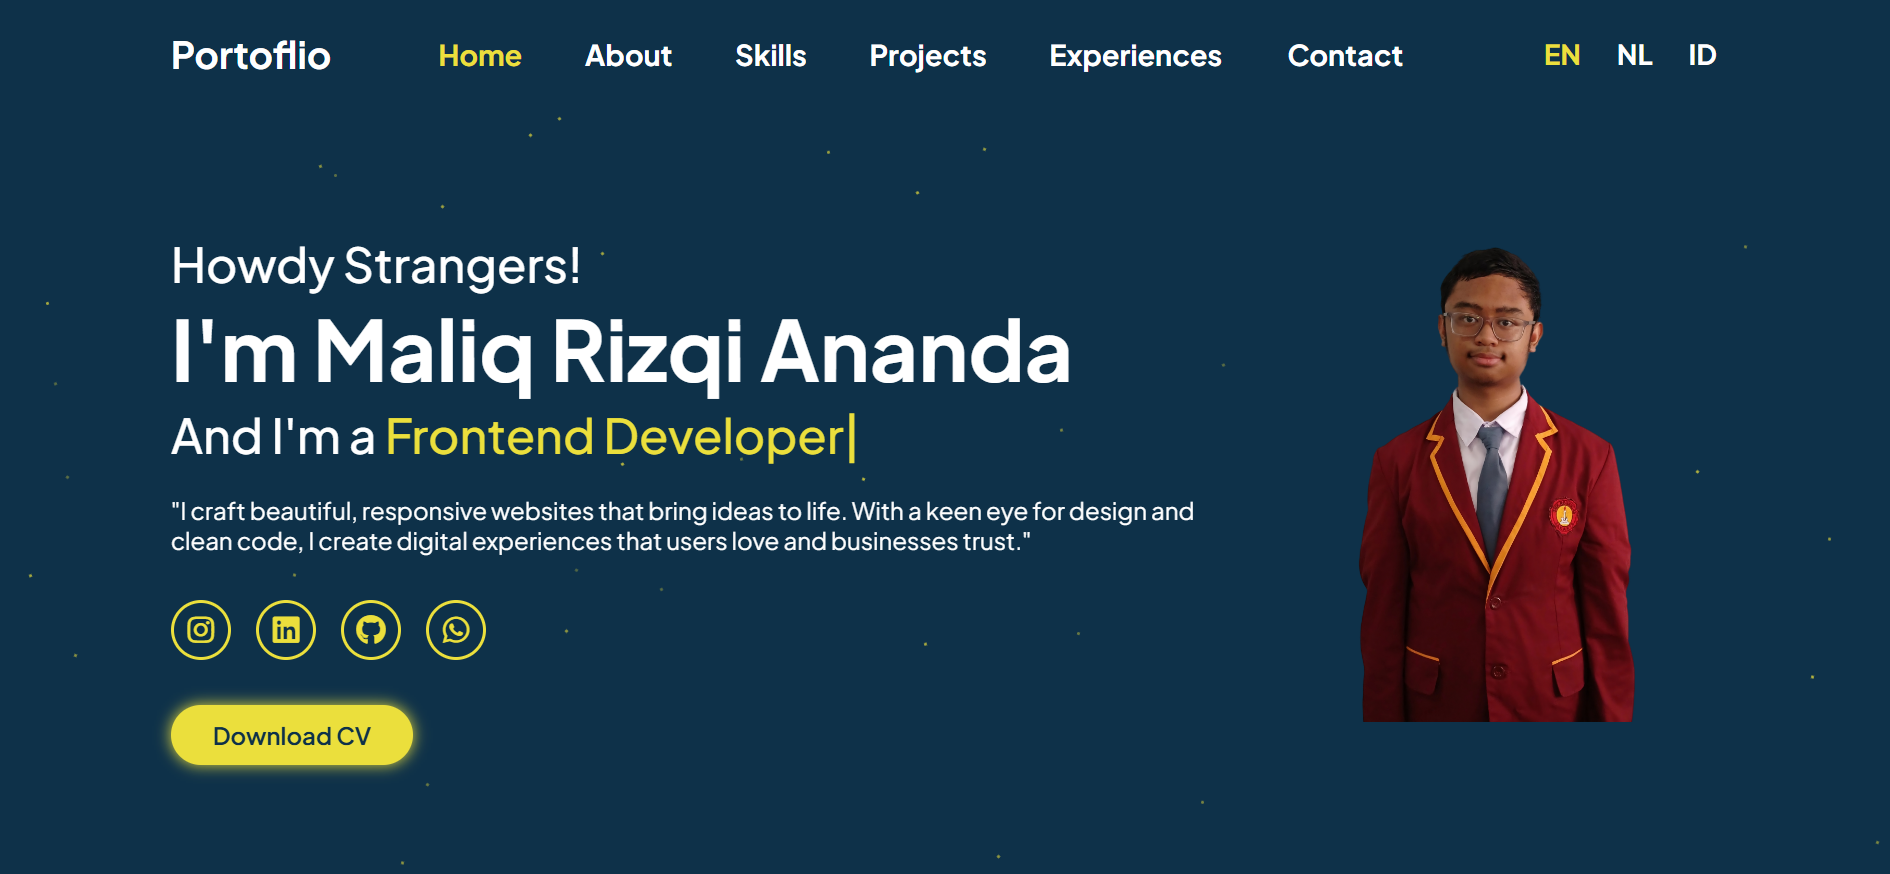 Portoflio Home About Skills Projects Experiences Contact EN NL ID
Howdy Strangers!
I'm Maliq Rizqi Ananda
And I'm a Frontend Developer|
"I craft beautiful, responsive websites that bring ideas to life. With a keen eye for design and
clean code, I create digital experiences that users love and businesses trust."
in
Download CV